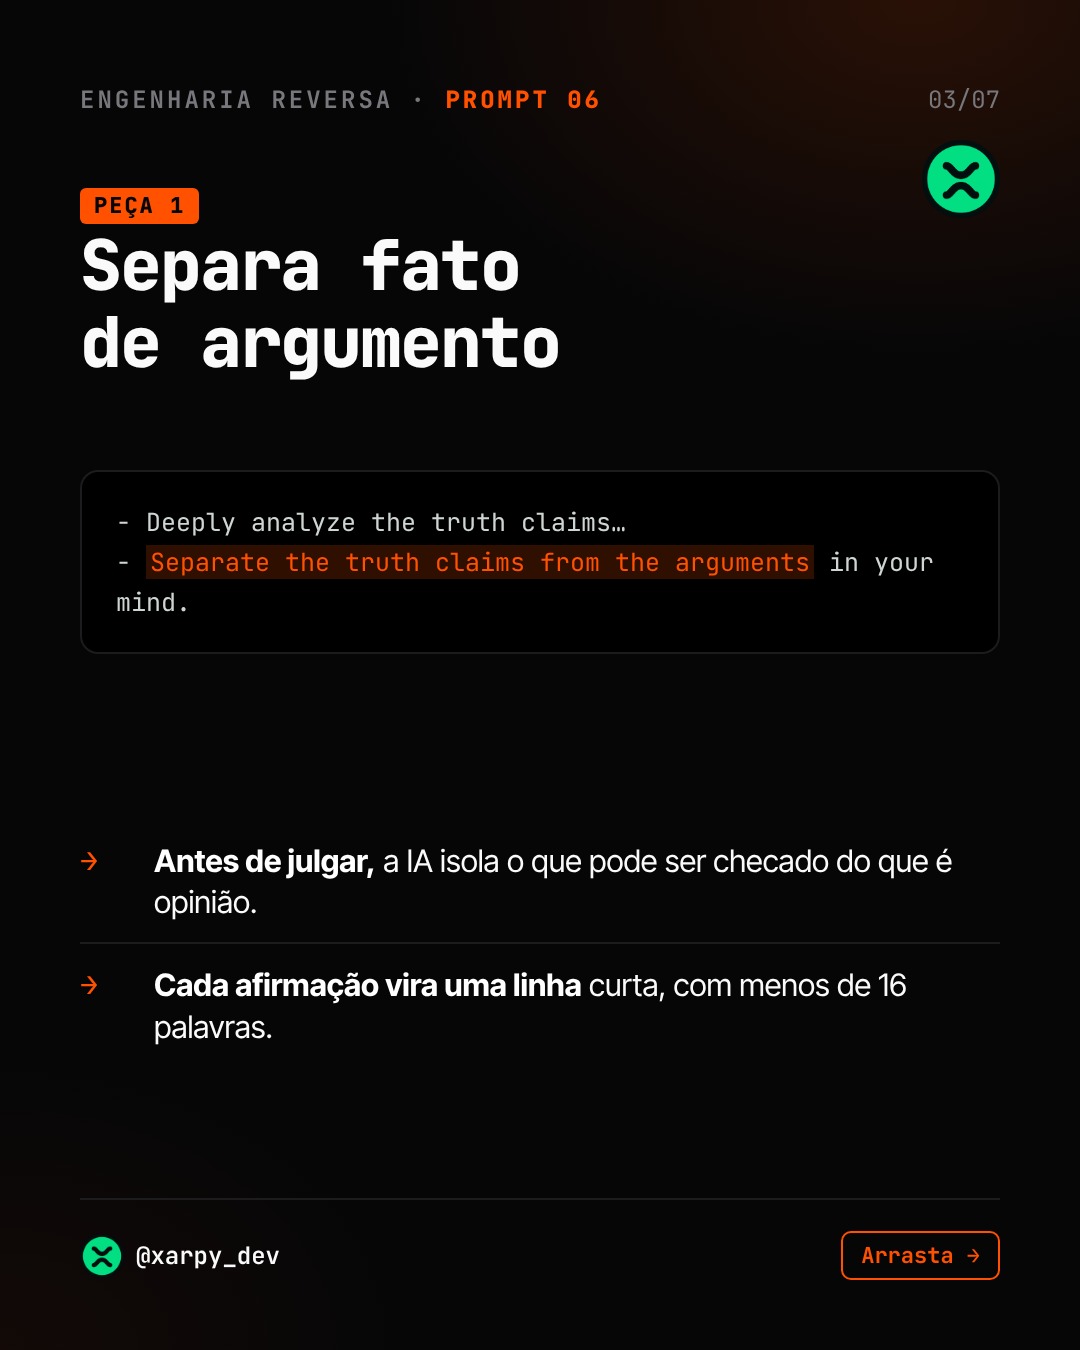 ENGENHARIA REVERSA · PROMPT 06
03/07
PEÇA 1
Separa fato
de argumento
- Deeply analyze the truth claims…
- Separate the truth claims from the arguments in your
mind.
→ Antes de julgar, a IA isola o que pode ser checado do que é
opinião.
→ Cada afirmação vira uma linha curta, com menos de 16
palavras.
@xarpy_dev
Arrasta →